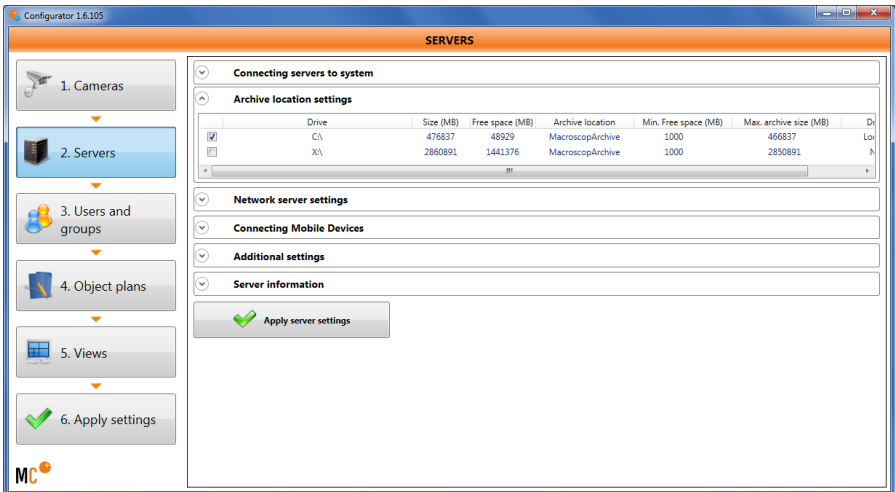 Configurator 1.6.105
SERVERS
1. Cameras
2. Servers
3. Users and
groups
4. Object plans
5. Views
6. Apply settings
MC
Connecting servers to system
Archive location settings
Drive Size (MB) Free space (MB) Archive location Min. Free space (MB) Max. archive size (MB)
C:\ 476837 48929 MacroscopArchive 1000 466837
X:\ 2860891 1441376 MacroscopArchive 1000 2850891
Network server settings
Connecting Mobile Devices
Additional settings
Server information
Apply server settings